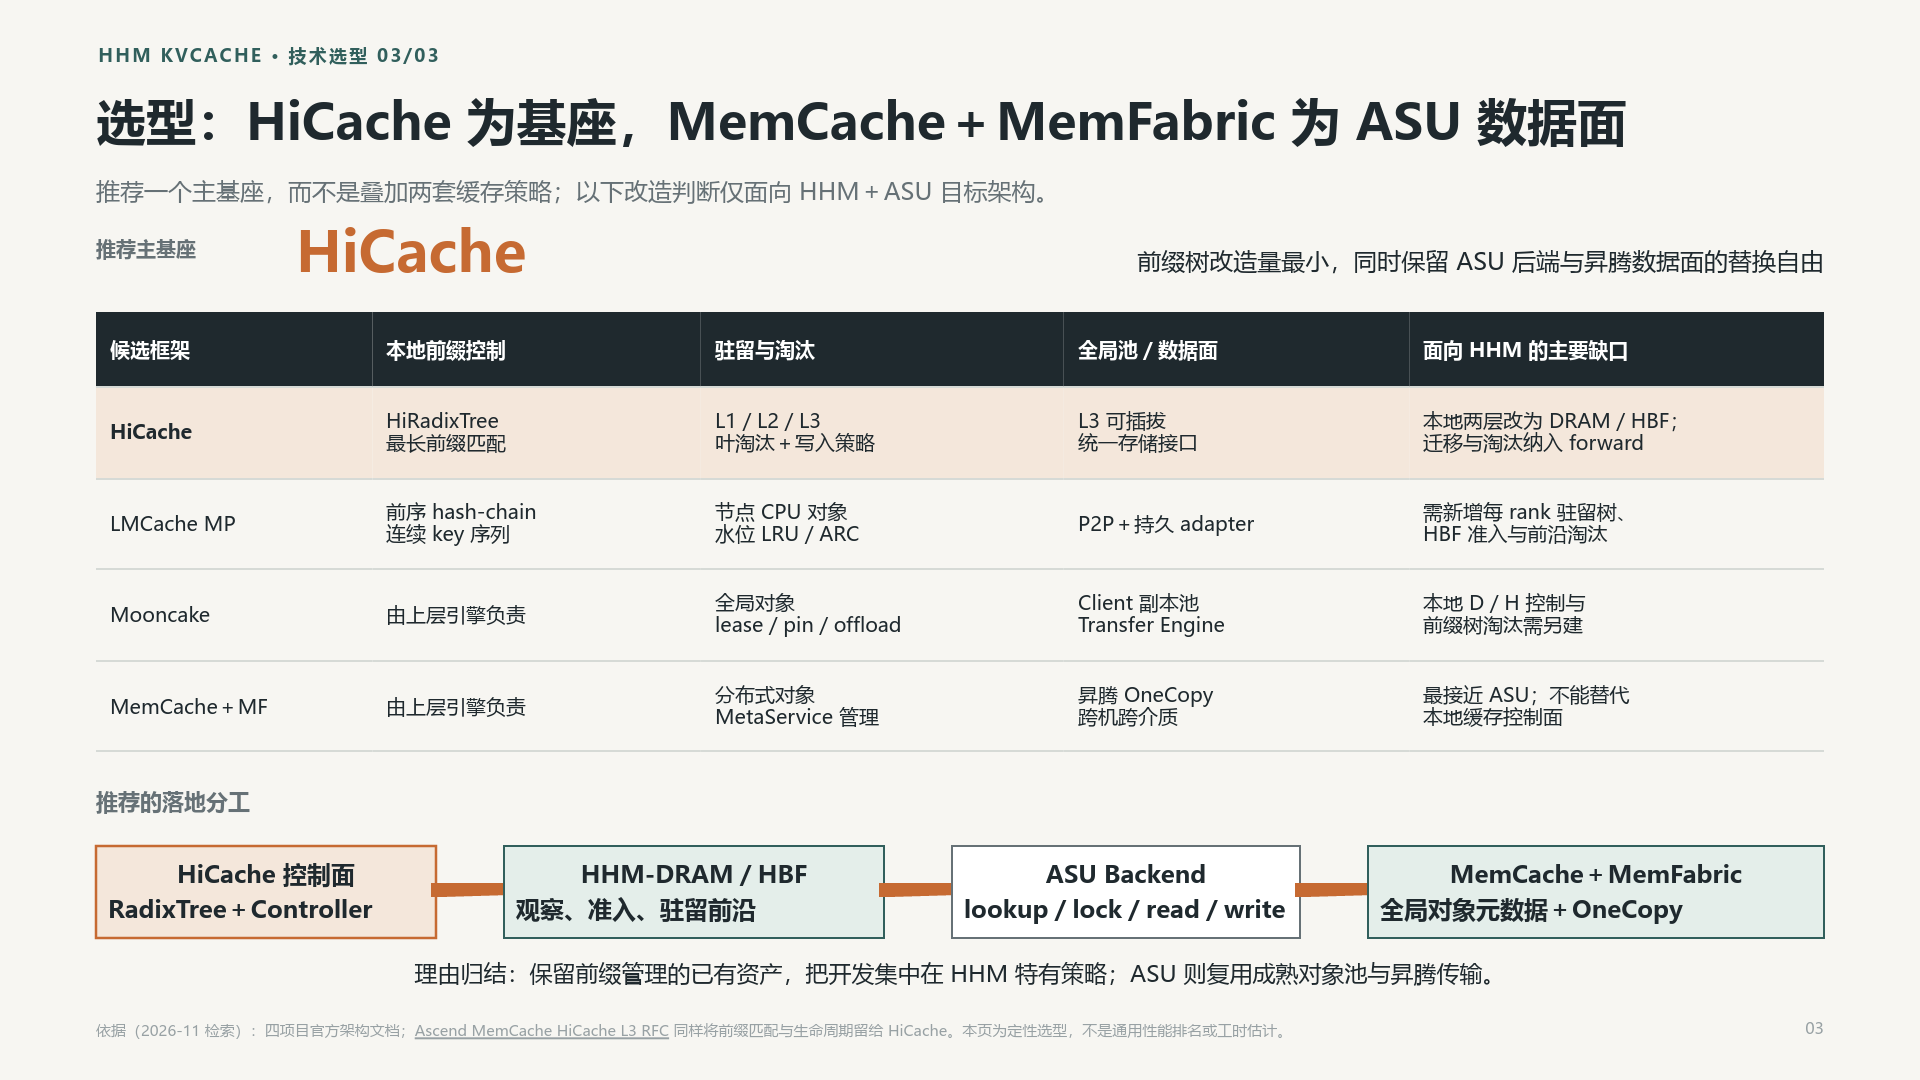 HHM KVCACHE • 技术选型 03/03
选型：HiCache 为基座，MemCache + MemFabric 为 ASU 数据面
推荐一个主基座，而不是叠加两套缓存策略；以下改造判断仅面向 HHM + ASU 目标架构。
推荐主基座
HiCache
前缀树改造量最小，同时保留 ASU 后端与昇腾数据面的替换自由
候选框架 本地前缀控制 驻留与淘汰 全局池 / 数据面 面向 HHM 的主要缺口
HiCache
HiRadixTree
最长前缀匹配
L1 / L2 / L3
叶淘汰 + 写入策略
L3 可插拔
统一存储接口
本地两层改为 DRAM / HBF；
迁移与淘汰纳入 forward
LMCache MP
前序 hash-chain
连续 key 序列
节点 CPU 对象
水位 LRU / ARC
P2P + 持久 adapter
需新增每 rank 驻留树、
HBF 准入与前沿淘汰
Mooncake
由上层引擎负责
全局对象
lease / pin / offload
Client 副本池
Transfer Engine
本地 D / H 控制与
前缀树淘汰需另建
MemCache + MF
由上层引擎负责
分布式对象
MetaService 管理
昇腾 OneCopy
跨机跨介质
最接近 ASU；不能替代
本地缓存控制面
推荐的落地分工
HiCache 控制面
RadixTree + Controller
HHM-DRAM / HBF
观察、准入、驻留前沿
ASU Backend
lookup / lock / read / write
MemCache + MemFabric
全局对象元数据 + OneCopy
理由归结：保留前缀管理的已有资产，把开发集中在 HHM 特有策略；ASU 则复用成熟对象池与昇腾传输。
依据（2026-11 检索）：四项目官方架构文档；Ascend MemCache HiCache L3 RFC 同样将前缀匹配与生命周期留给 HiCache。本页为定性选型，不是通用性能排名或工时估计。
03